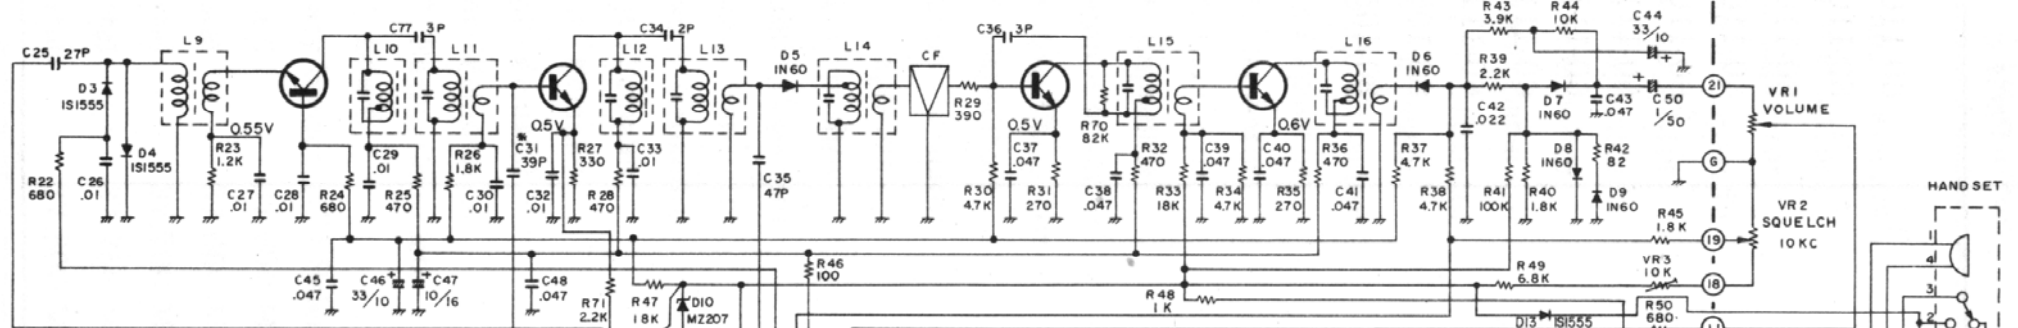 C25 27P
D3
1S1555
D4
1S1555
R22
680
C26
.01
L9
0.55V
R23
1.2K
C27
.01
C28
.01
R24
680
C77 3P
L10
L11
C29
.01
R25
470
R26
1.8K
C30
.01
※
C31
39P
0.5V
C32
.01
R27
330
R28
470
C33
.01
C34 2P
L12
L13
D5
1N60
C35
47P
L14
CF
R29
390
C36 3P
0.5V
R30
4.7K
C37
.047
R31
270
R70
82K
C38
.047
L15
R32
470
R33
18K
C39
.047
R34
4.7K
0.6V
C40
.047
R35
270
L16
R36
470
C41
.047
R37
4.7K
D6
1N60
R38
4.7K
R43
3.9K
R44
10K
C44
33/10
+
R39
2.2K
C42
.022
D7
1N60
C43
.047
+
C50
1/50
21
VR1
VOLUME
R41
100K
R40
1.8K
D8
1N60
R42
82
D9
1N60
6
VR2
SQUELCH
10KC
R45
1.8K
19
HANDSET
1
4
3
2
C45
.047
C46
33/10
+
+
C47
10/16
C48
.047
R71
2.2K
R47
18K
D10
MZ207
R46
100
R48
1K
R49
6.8K
VR3
10K
18
D13 1S1555
R50
680